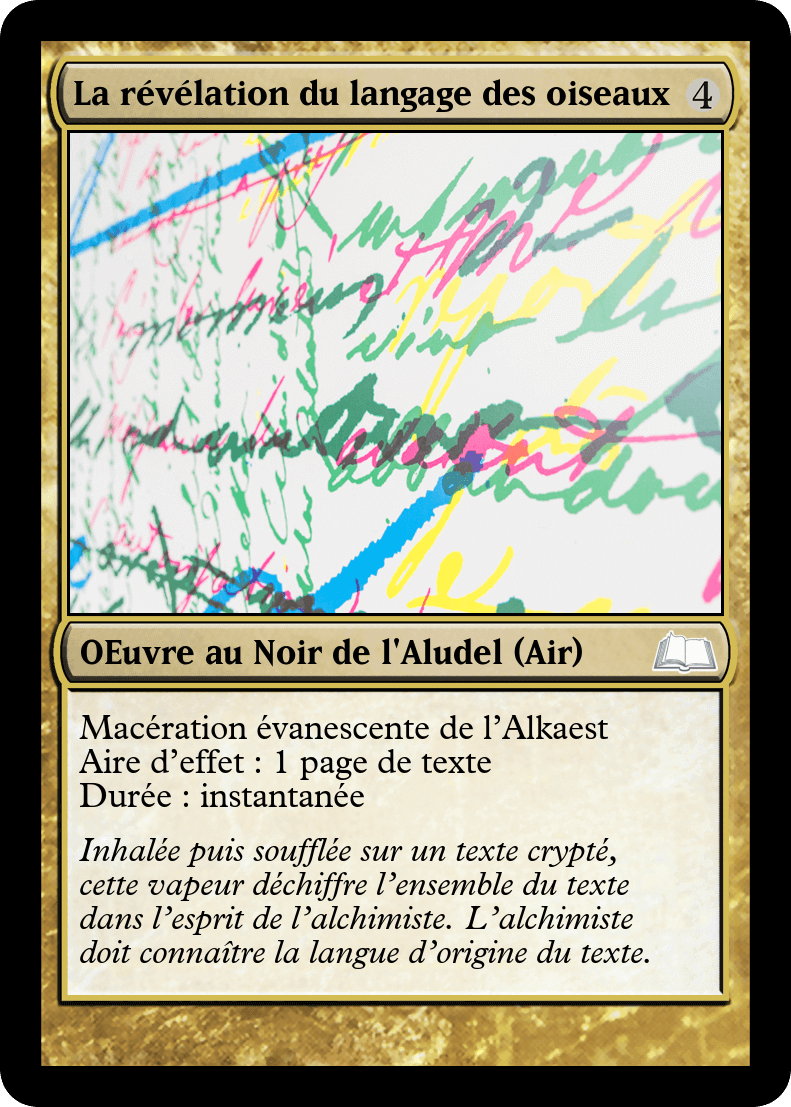 La révélation du langage des oiseaux 4
vint
OEuvre au Noir de l'Aludel (Air)
Macération évanescente de l’Alkaest
Aire d’effet : 1 page de texte
Durée : instantanée
Inhalée puis soufflée sur un texte crypté,
cette vapeur déchiffre l’ensemble du texte
dans l’esprit de l’alchimiste. L’alchimiste
doit connaître la langue d’origine du texte.